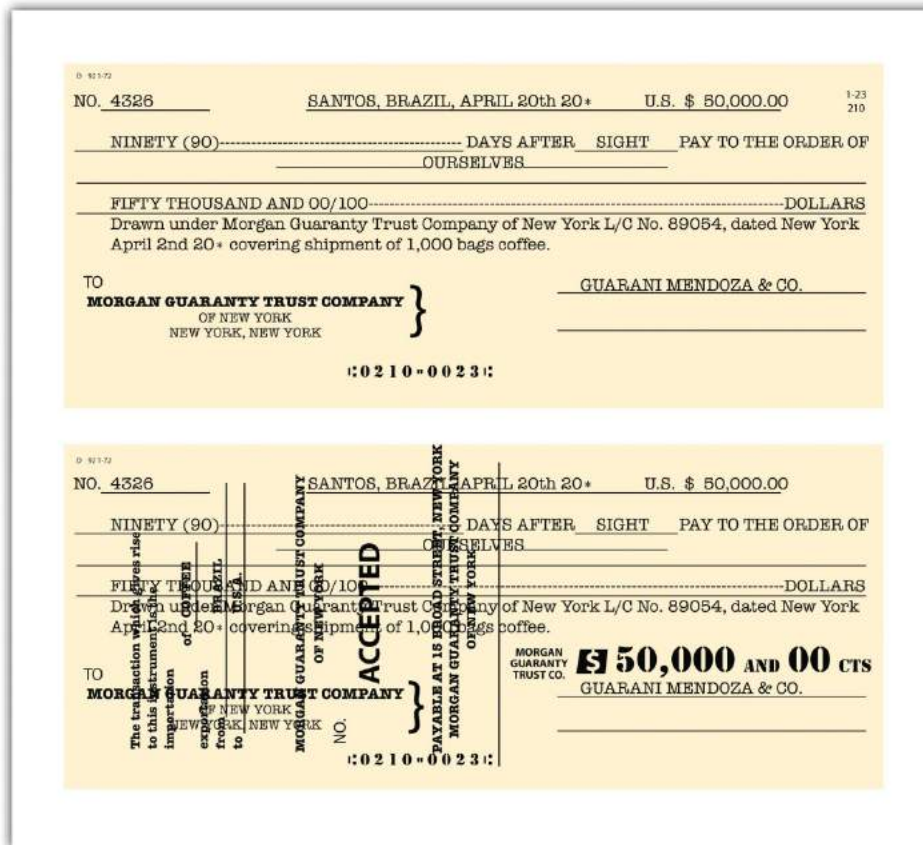 D 921-72
NO. 4326 SANTOS, BRAZIL, APRIL 20th 20* U.S. $ 50,000.00 1-23
210
NINETY (90)--- DAYS AFTER SIGHT PAY TO THE ORDER OF
OURSELVES
FIFTY THOUSAND AND 00/100---DOLLARS
Drawn under Morgan Guaranty Trust Company of New York L/C No. 89054, dated New York
April 2nd 20* covering shipment of 1,000 bags coffee.
TO
MORGAN GUARANTY TRUST COMPANY
OF NEW YORK
NEW YORK, NEW YORK
GUARANI MENDOZA & CO.
⑆0210⑉0023⑆
D 921-72
NO. 4326 SANTOS, BRAZIL, APRIL 20th 20* U.S. $ 50,000.00
NINETY (90)--- DAYS AFTER SIGHT PAY TO THE ORDER OF
OURSELVES
FIFTY THOUSAND AND 00/100---DOLLARS
Drawn under Morgan Guaranty Trust Company of New York L/C No. 89054, dated New York
April 2nd 20* covering shipment of 1,000 bags coffee.
TO
MORGAN GUARANTY TRUST COMPANY
OF NEW YORK
NEW YORK, NEW YORK
MORGAN
GUARANTY
TRUST CO.
$ 50,000 AND 00 CTS
GUARANI MENDOZA & CO.
⑆0210⑉0023⑆
The transaction which gives rise
to this instrument is the
importation
of COFFEE
exportation
from BRAZIL
to U.S.A.
MORGAN GUARANTY TRUST COMPANY
OF NEW YORK
NO.
ACCEPTED
PAYABLE AT 15 BROAD STREET, NEW YORK
MORGAN GUARANTY TRUST COMPANY
OF NEW YORK